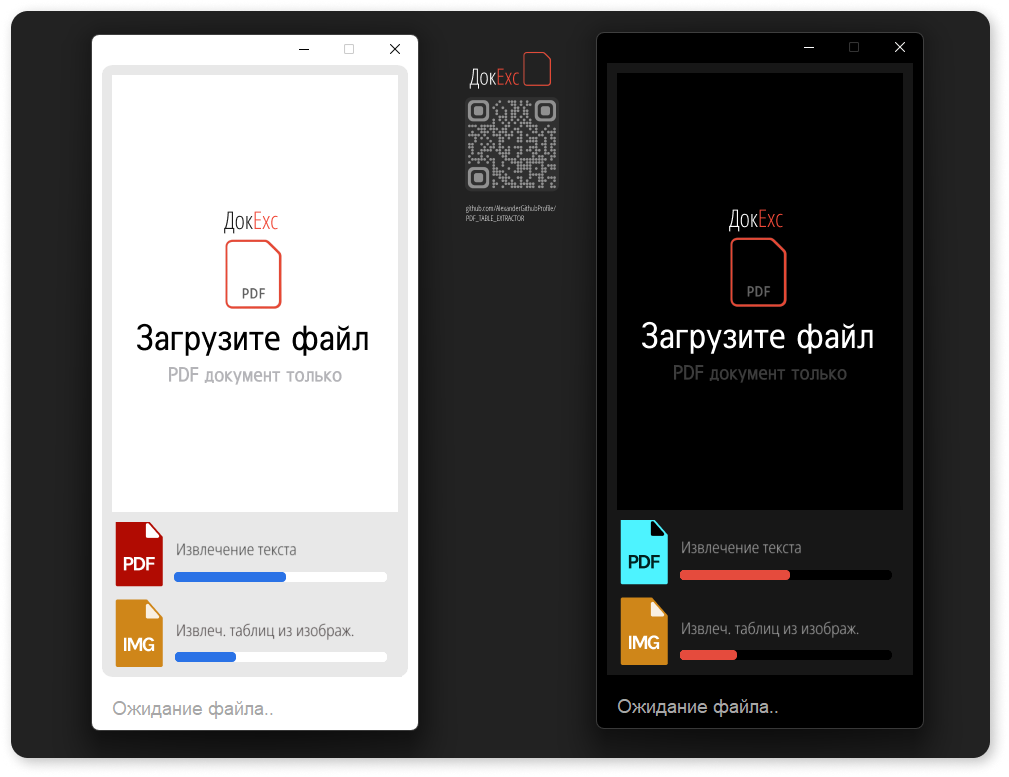 ДокExc
PDF
Загрузите файл
PDF документ только
PDF
Извлечение текста
IMG
Извлеч. таблиц из изображ.
Ожидание файла..
ДокExc
github.com/AlexanderGithubProfile/
PDF_TABLE_EXTRACTOR
ДокExc
PDF
Загрузите файл
PDF документ только
PDF
Извлечение текста
IMG
Извлеч. таблиц из изображ.
Ожидание файла..